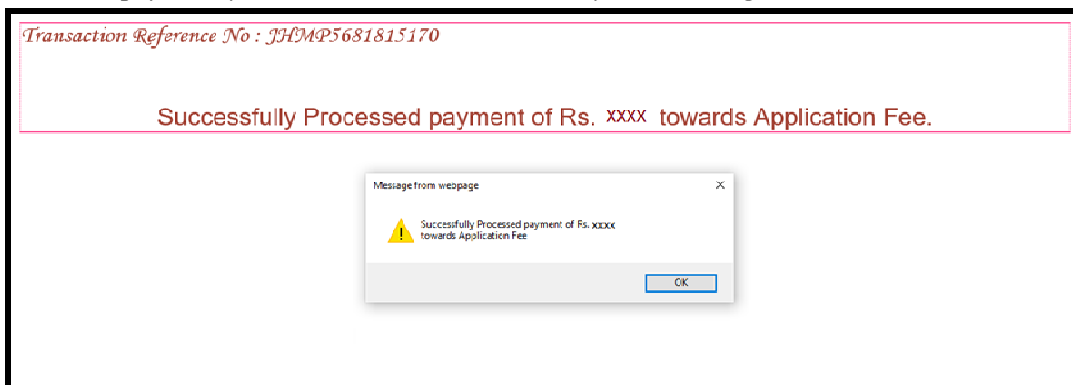 Transaction Reference No : JHMP5681815170
Successfully Processed payment of Rs. xxxx towards Application Fee.
Message from webpage
Successfully Processed payment of Rs. xxxx
towards Application Fee
OK